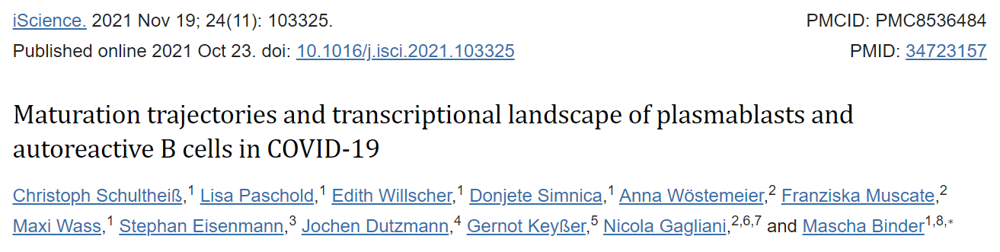 iScience. 2021 Nov 19; 24(11): 103325. PMCID: PMC8536484
Published online 2021 Oct 23. doi: 10.1016/j.isci.2021.103325 PMID: 34723157
Maturation trajectories and transcriptional landscape of plasmablasts and
autoreactive B cells in COVID-19
Christoph Schultheiß,1 Lisa Paschold,1 Edith Willscher,1 Donjete Simnica,1 Anna Wöstemeier,2 Franziska Muscate,2
Maxi Wass,1 Stephan Eisenmann,3 Jochen Dutzmann,4 Gernot Keyßer,5 Nicola Gagliani,2,6,7 and Mascha Binder1,8,*